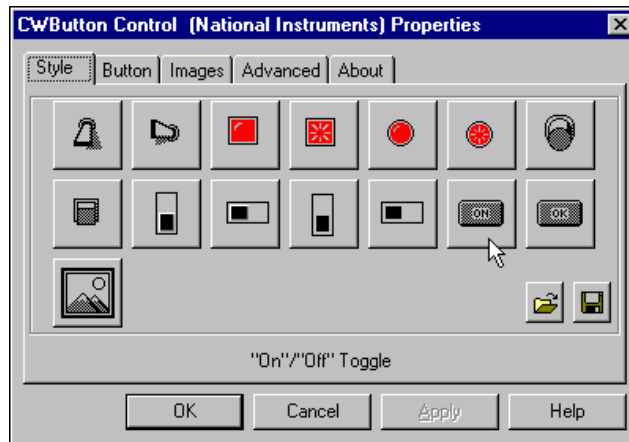 CWButton Control (National Instruments) Properties
Style Button Images Advanced About
ON OK
"On"/"Off" Toggle
OK Cancel Apply Help